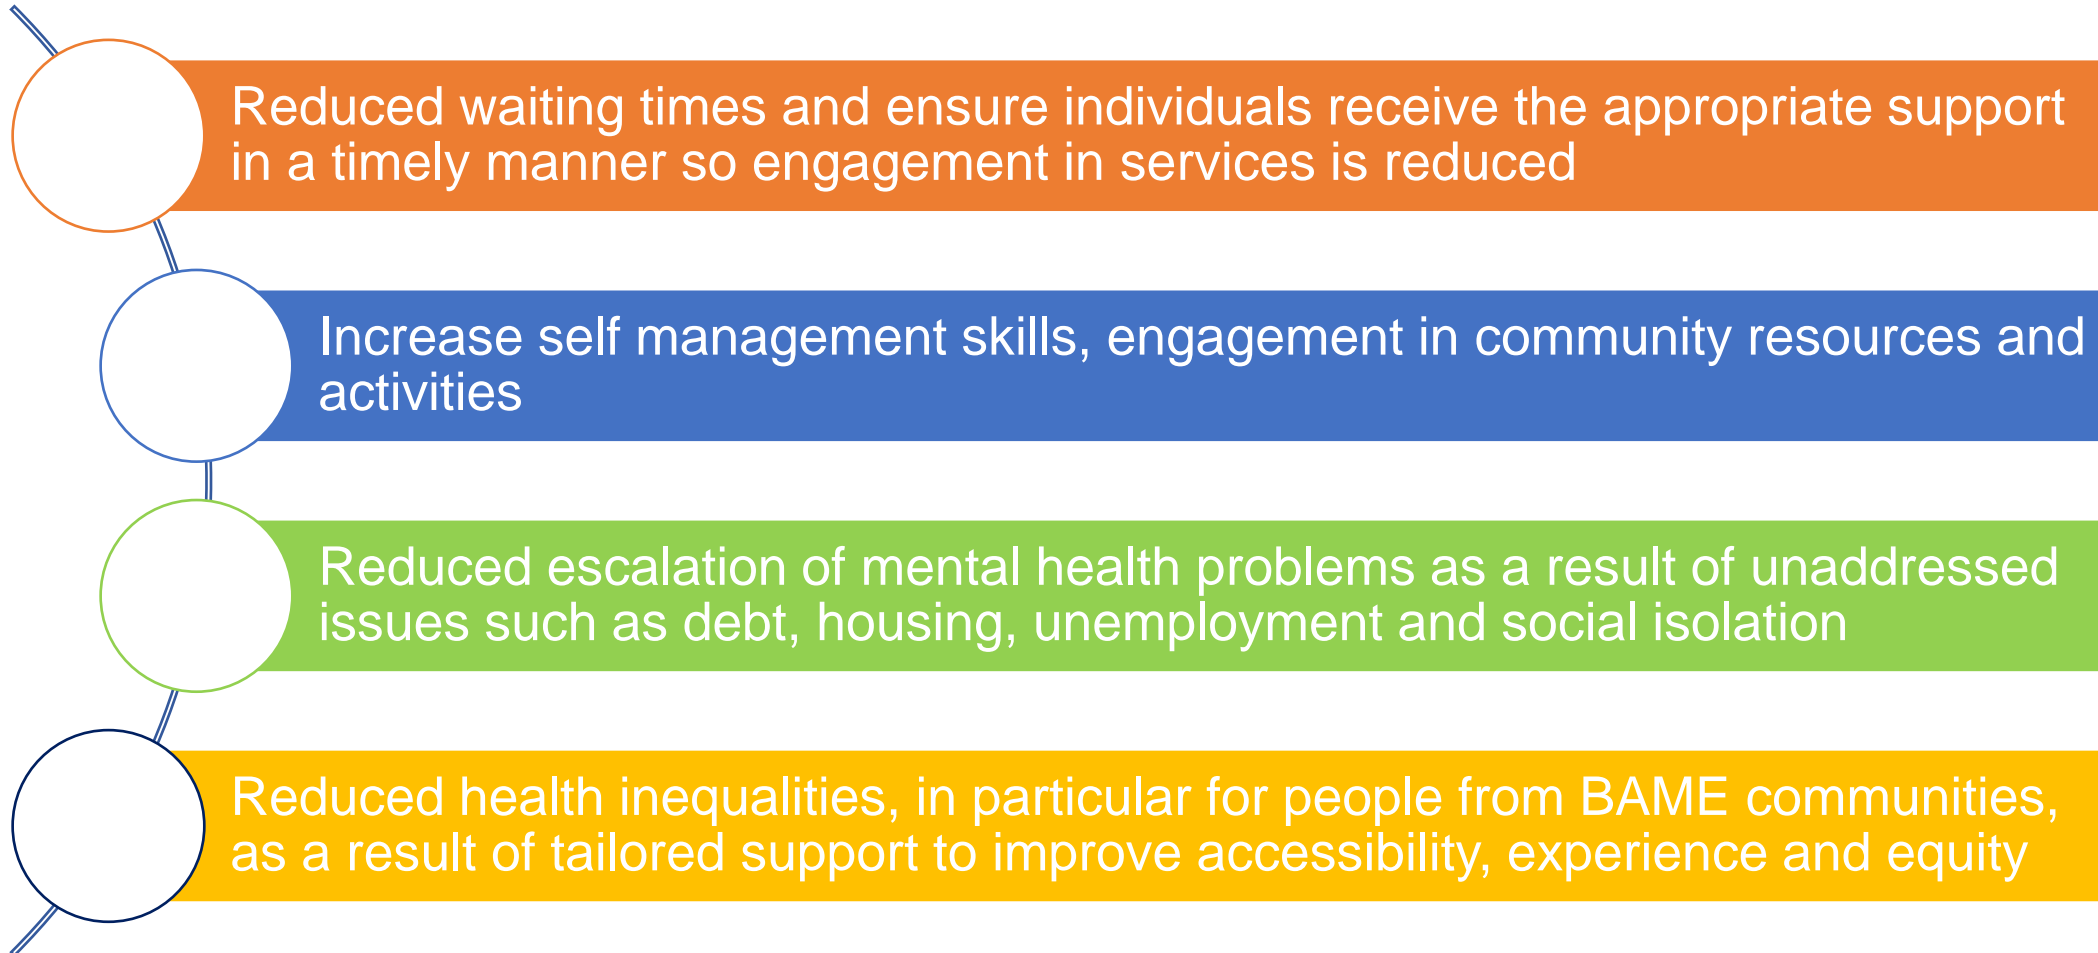 Reduced waiting times and ensure individuals receive the appropriate support
in a timely manner so engagement in services is reduced
Increase self management skills, engagement in community resources and
activities
Reduced escalation of mental health problems as a result of unaddressed
issues such as debt, housing, unemployment and social isolation
Reduced health inequalities, in particular for people from BAME communities,
as a result of tailored support to improve accessibility, experience and equity